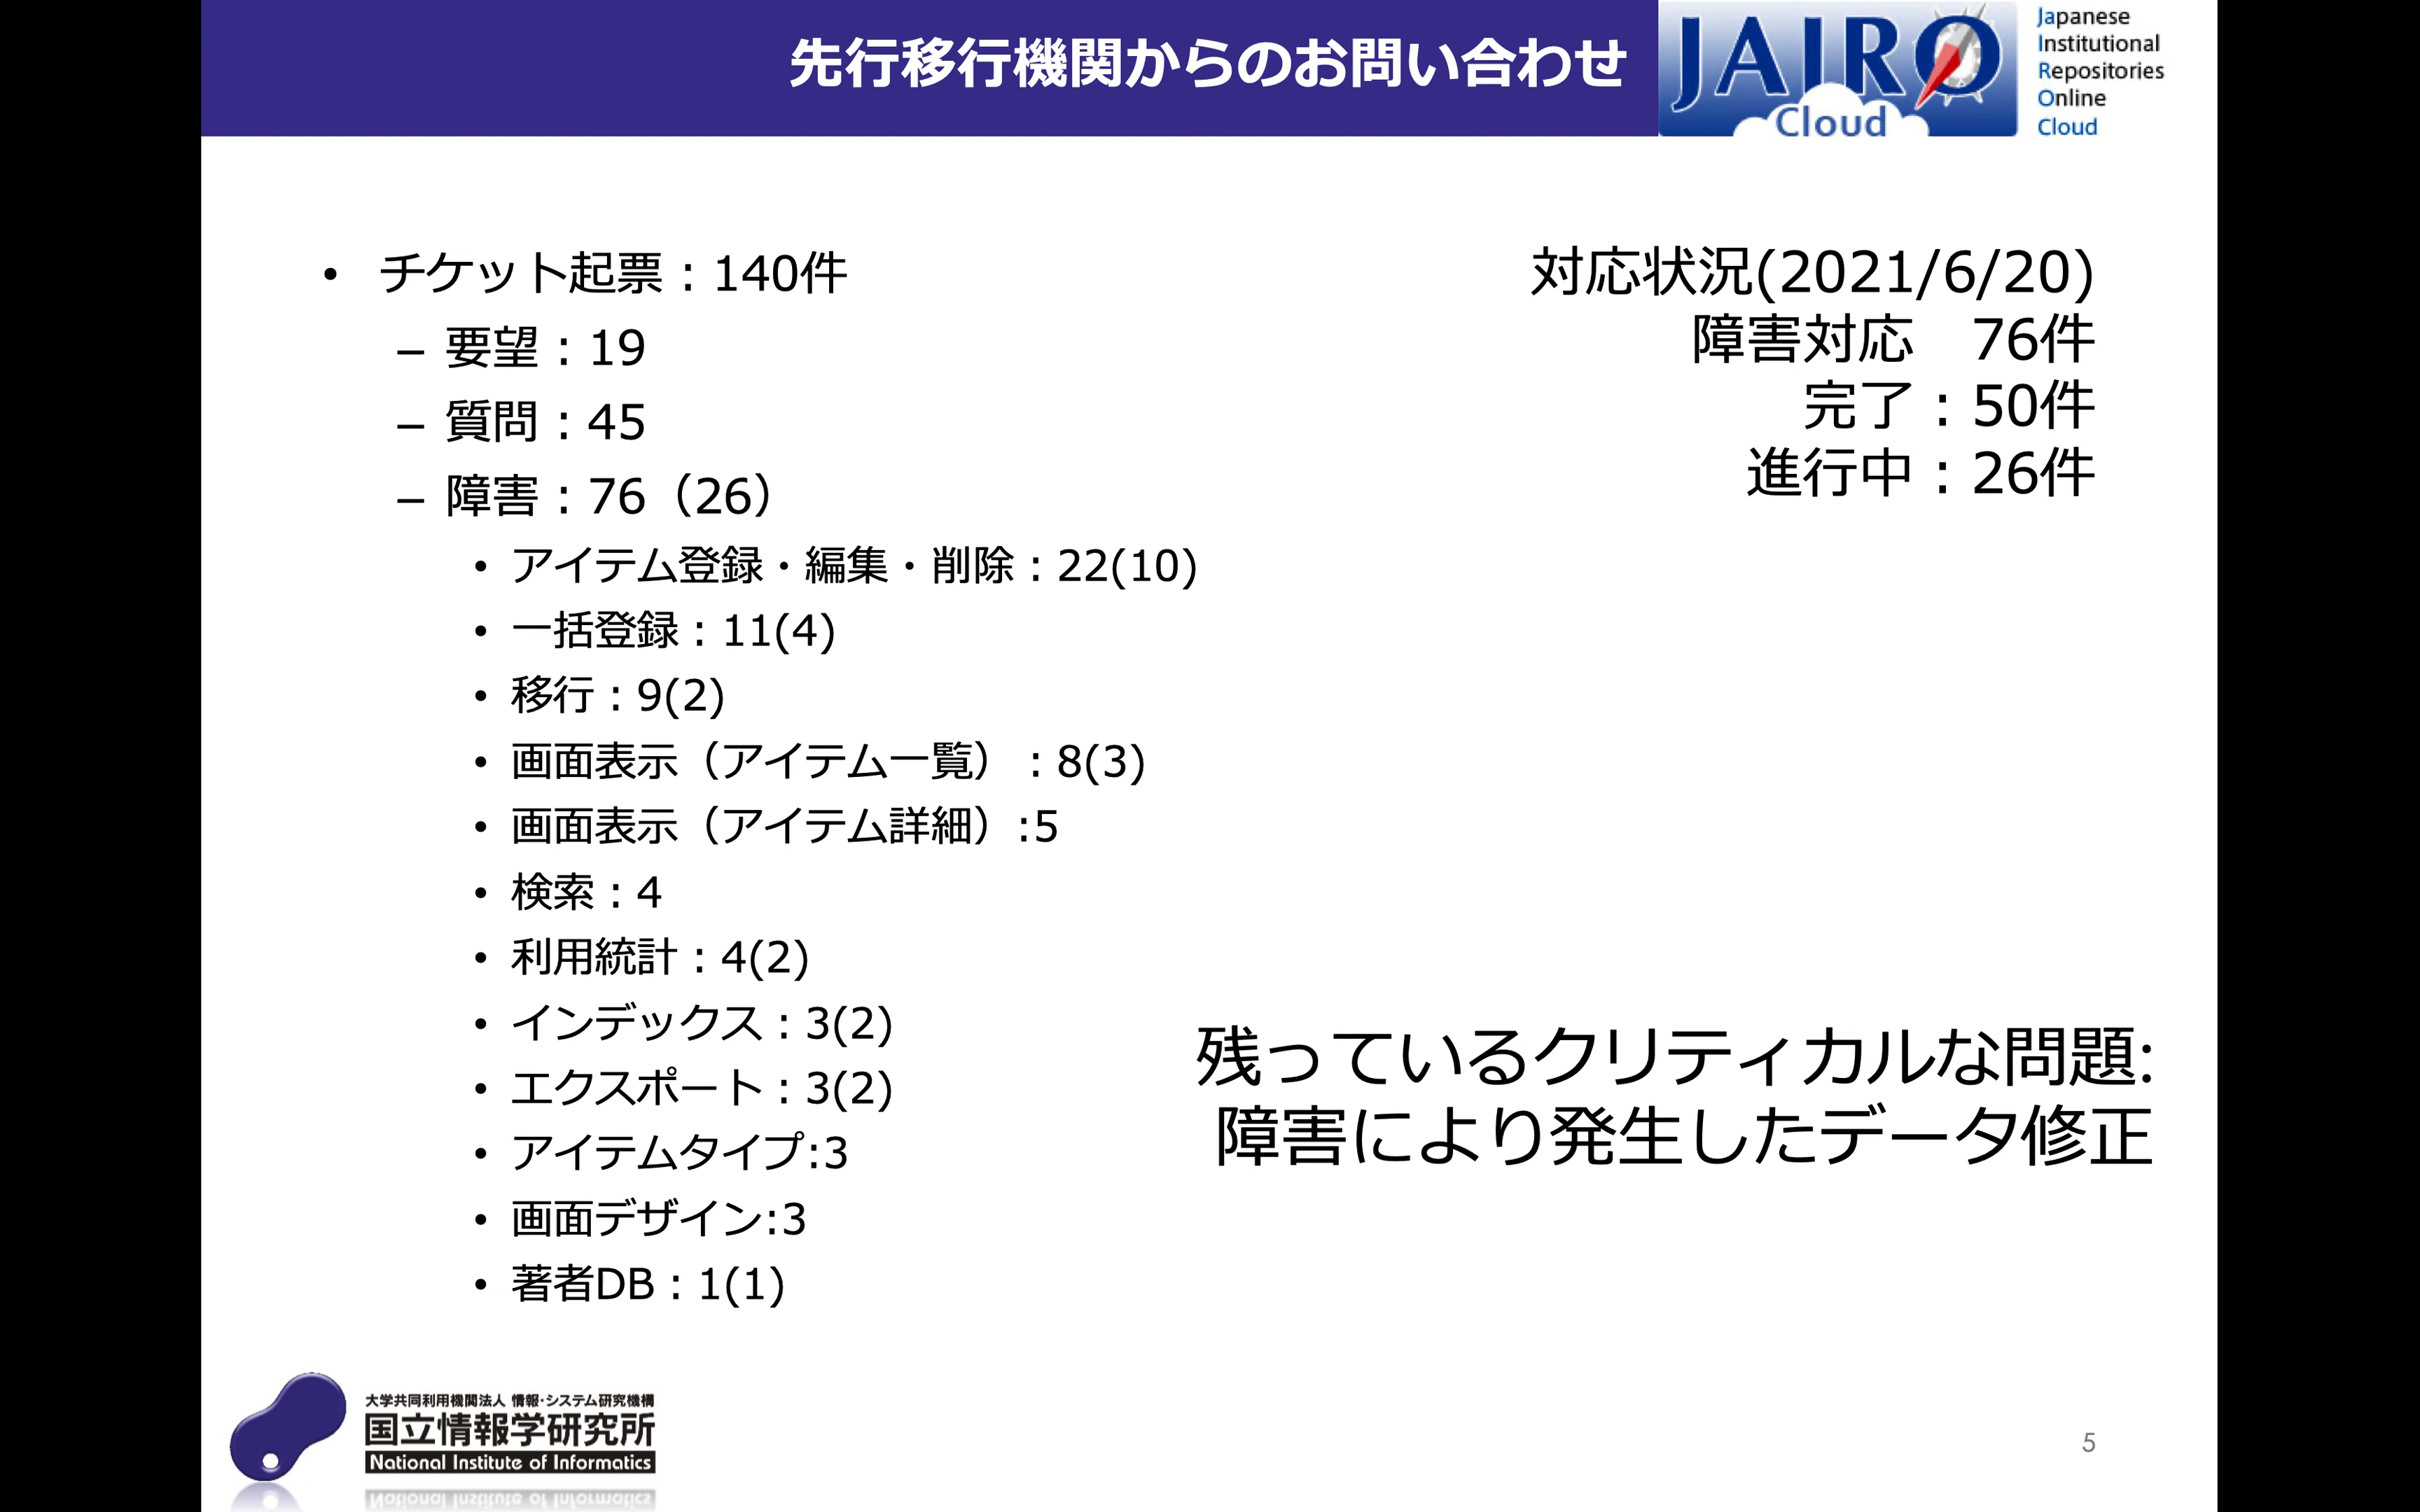 先行移行機関からのお問い合わせ
JAIRO
Cloud
Japanese
Institutional
Repositories
Online
Cloud
• チケット起票：140件
– 要望：19
– 質問：45
– 障害：76（26）
• アイテム登録・編集・削除：22(10)
• 一括登録：11(4)
• 移行：9(2)
• 画面表示（アイテム一覧）：8(3)
• 画面表示（アイテム詳細）:5
• 検索：4
• 利用統計：4(2)
• インデックス：3(2)
• エクスポート：3(2)
• アイテムタイプ:3
• 画面デザイン:3
• 著者DB：1(1)
対応状況(2021/6/20)
障害対応　76件
完了：50件
進行中：26件
残っているクリティカルな問題:
障害により発生したデータ修正
大学共同利用機関法人 情報・システム研究機構
国立情報学研究所
National Institute of Informatics
5